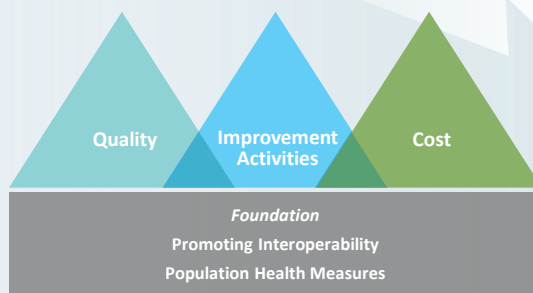 Quality
Improvement
Activities
Cost
Foundation
Promoting Interoperability
Population Health Measures